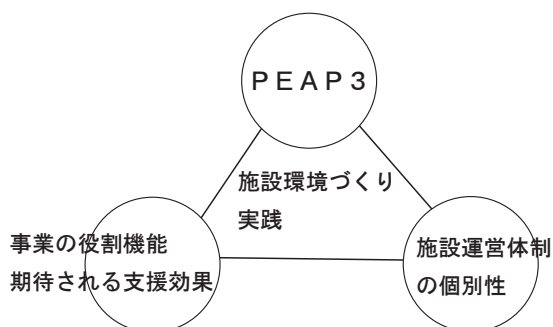 ＰＥＡＰ３
施設環境づくり
実践
事業の役割機能
期待される支援効果
施設運営体制
の個別性